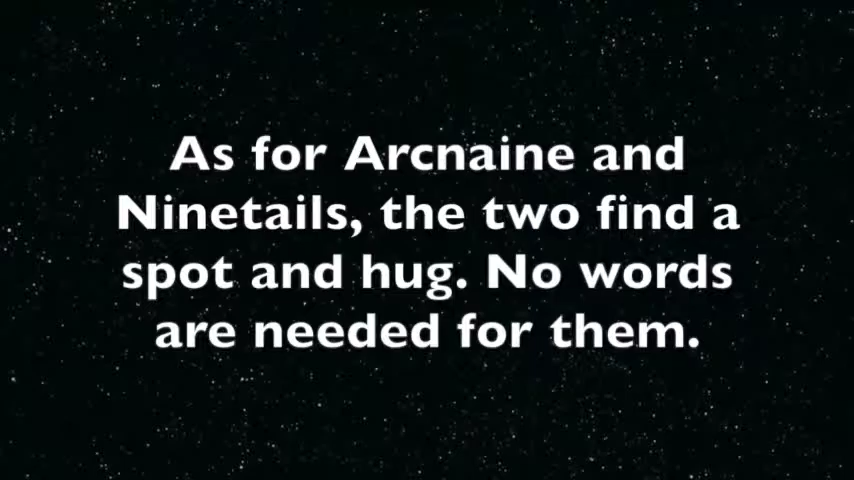 As for Arcnaine and
Ninetails, the two find a
spot and hug. No words
are needed for them.